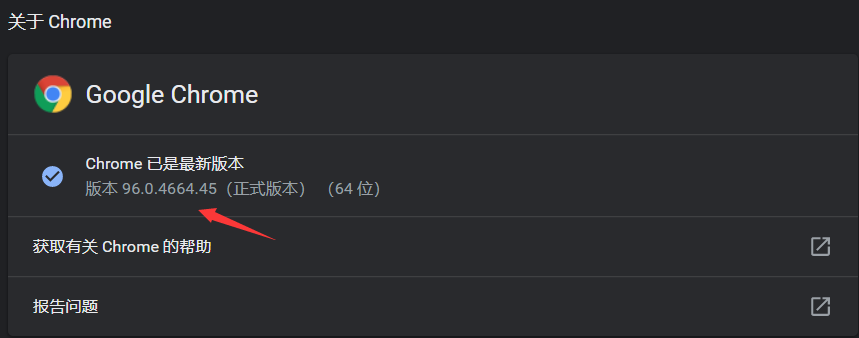 关于 Chrome
Google Chrome
Chrome 已是最新版本
版本 96.0.4664.45（正式版本） （64 位）
获取有关 Chrome 的帮助
报告问题